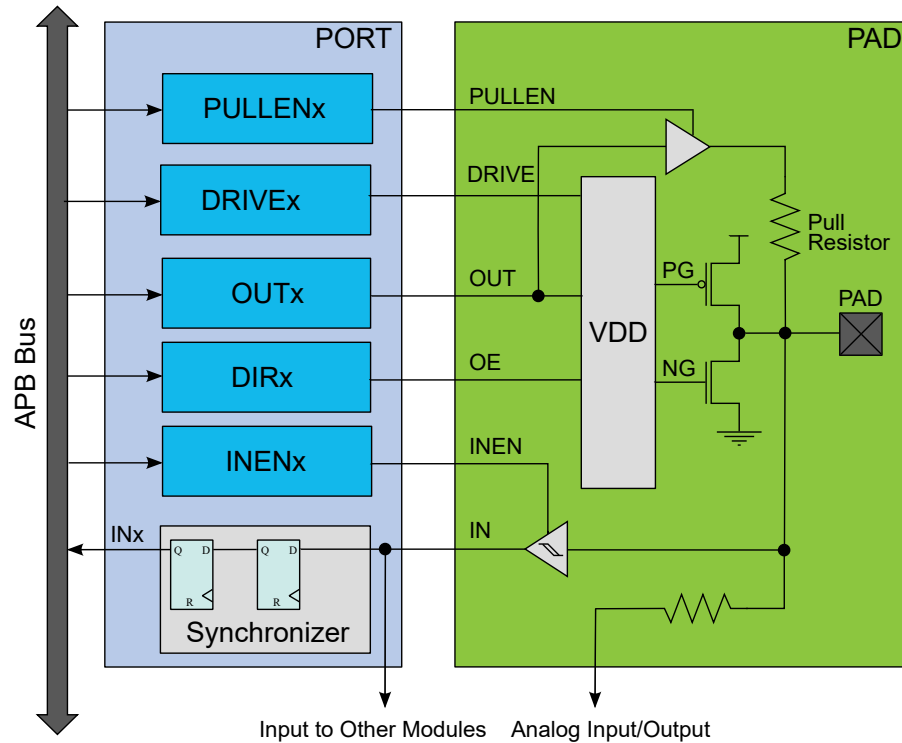 PORT
PAD
PULLENx
PULLEN
DRIVEx
DRIVE
Pull
Resistor
OUTx
OUT
PG
PAD
VDD
APB Bus
DIRx
OE
NG
INENx
INEN
INx
IN
Q D
Q D
R
R
Synchronizer
Input to Other Modules
Analog Input/Output